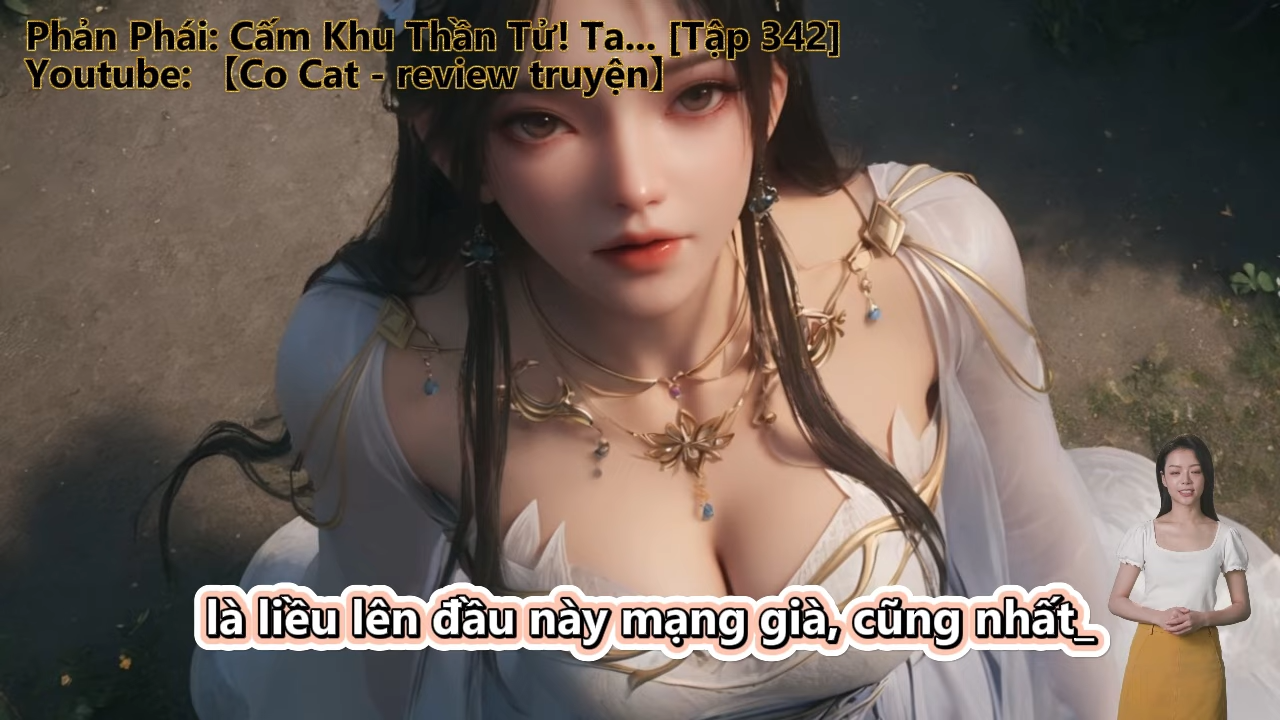 Phản Phái: Cấm Khu Thần Tử! Ta... [Tập 342]
Youtube: 【Co Cat - review truyện】
là liều lên đầu này mạng già, cũng nhất_